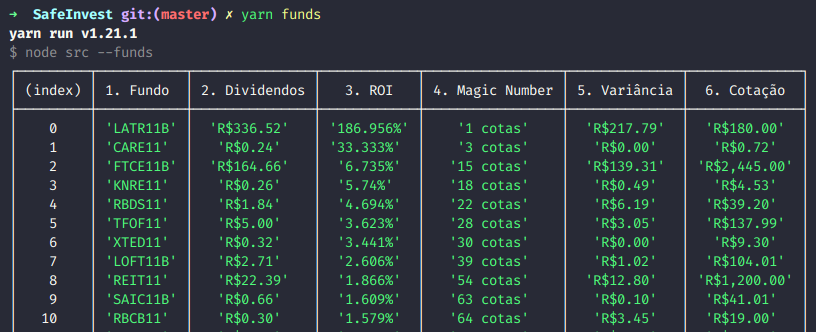 ➜ SafeInvest git:(master) ✗ yarn funds
yarn run v1.21.1
$ node src --funds
(index) 1. Fundo 2. Dividendos 3. ROI 4. Magic Number 5. Variância 6. Cotação
0 'LATR11B' 'R$336.52' '186.956%' '1 cotas' 'R$217.79' 'R$180.00'
1 'CARE11' 'R$0.24' '33.333%' '3 cotas' 'R$0.00' 'R$0.72'
2 'FTCE11B' 'R$164.66' '6.735%' '15 cotas' 'R$139.31' 'R$2,445.00'
3 'KNRE11' 'R$0.26' '5.74%' '18 cotas' 'R$0.49' 'R$4.53'
4 'RBDS11' 'R$1.84' '4.694%' '22 cotas' 'R$6.19' 'R$39.20'
5 'TFOF11' 'R$5.00' '3.623%' '28 cotas' 'R$3.05' 'R$137.99'
6 'XTED11' 'R$0.32' '3.441%' '30 cotas' 'R$0.00' 'R$9.30'
7 'LOFT11B' 'R$2.71' '2.606%' '39 cotas' 'R$1.02' 'R$104.01'
8 'REIT11' 'R$22.39' '1.866%' '54 cotas' 'R$12.80' 'R$1,200.00'
9 'SAIC11B' 'R$0.66' '1.609%' '63 cotas' 'R$0.10' 'R$41.01'
10 'RBCB11' 'R$0.30' '1.579%' '64 cotas' 'R$3.45' 'R$19.00'